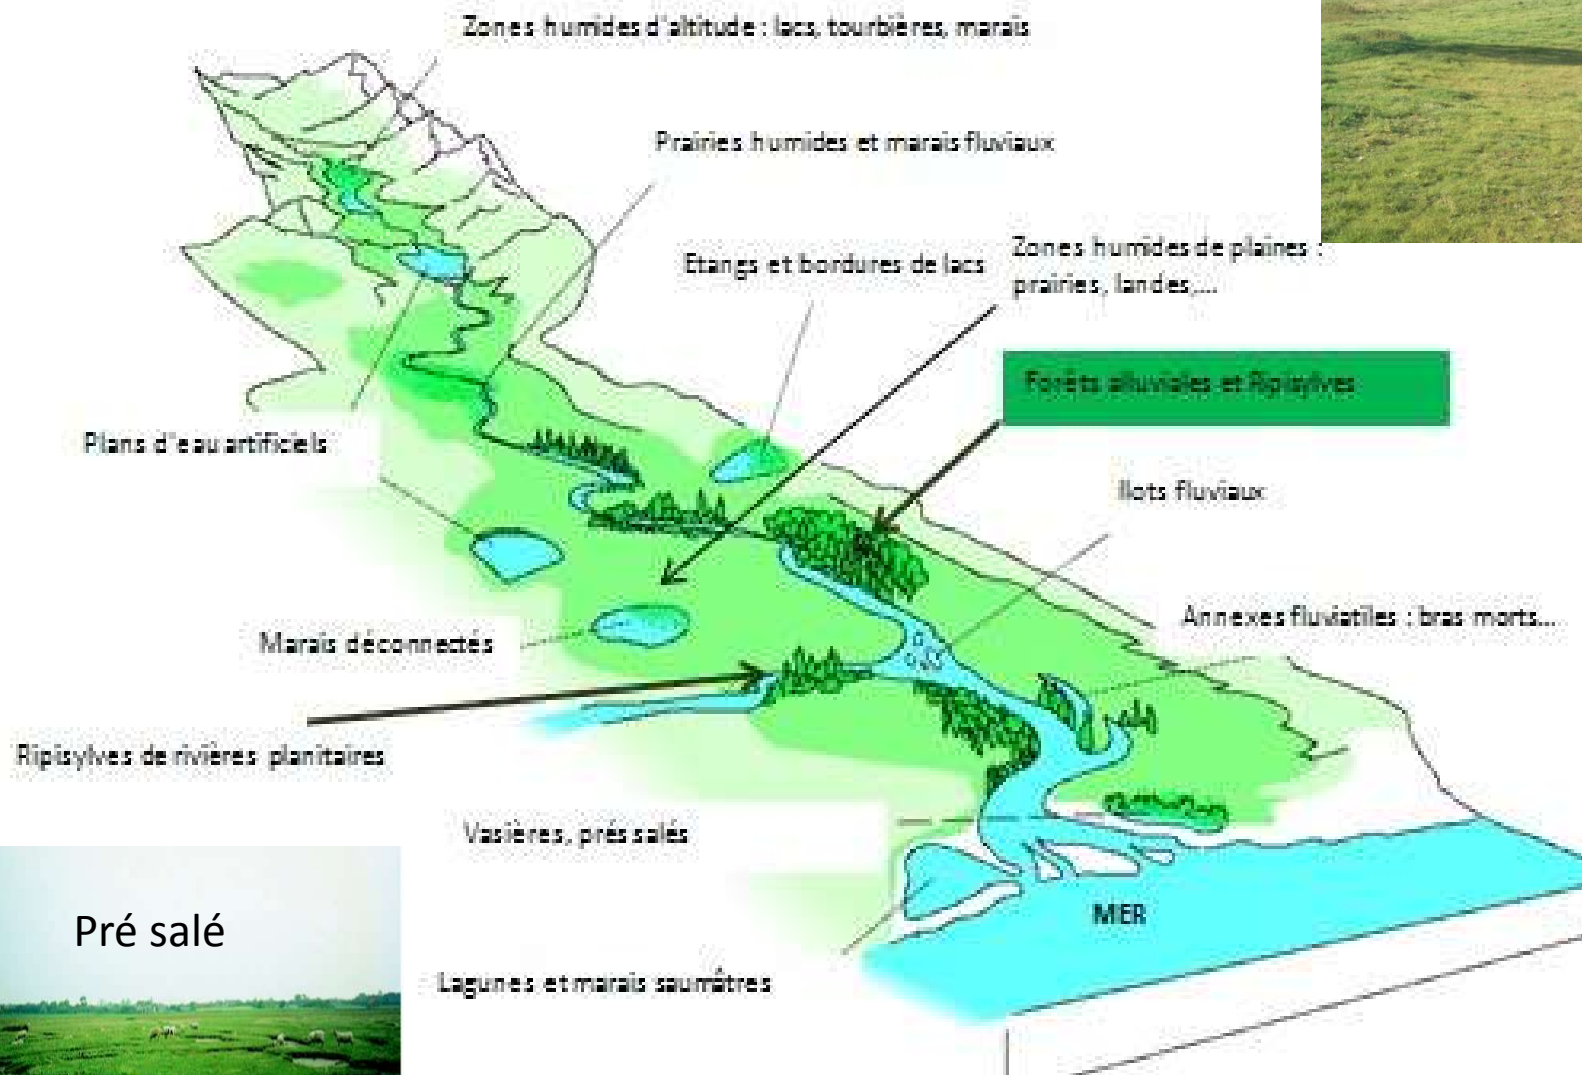 Zones humides d'altitude : lacs, tourbières, marais
Prairies humides et marais fluviaux
Etangs et bordures de lacs
Zones humides de plaines :
prairies, landes,...
Forêts alluviales et Ripisylves
Plans d'eau artificiels
Ilots fluviaux
Annexes fluviatiles : bras morts...
Marais déconnectés
Ripisylves de rivières planitaires
Vasières, prés salés
Pré salé
MER
Lagunes et marais saumâtres